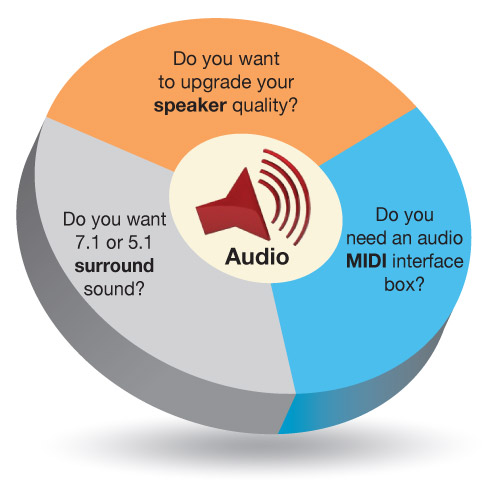 Do you want
to upgrade your
speaker quality?
Do you want
7.1 or 5.1
surround
sound?
Audio
Do you
need an audio
MIDI interface
box?